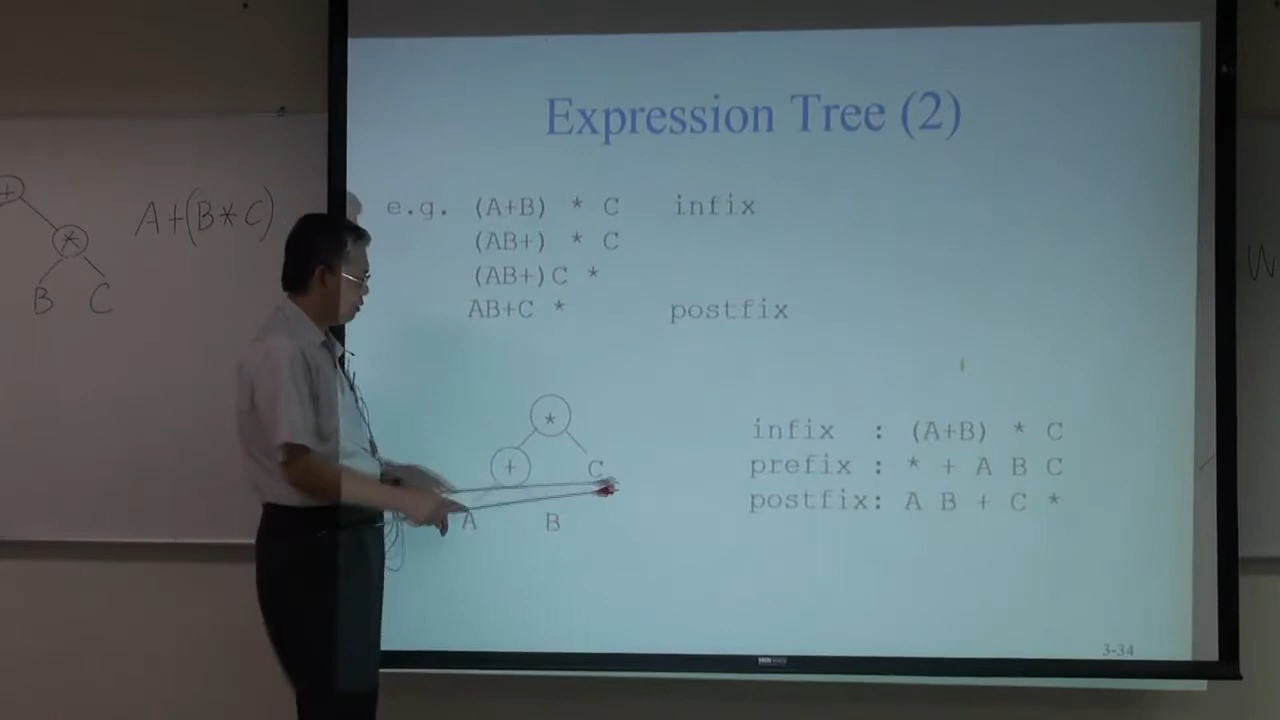 Expression Tree (2)
e.g. (A+B) * C infix
(AB+) * C
(AB+)C *
AB+C * postfix
*
+ C
A B
infix : (A+B) * C
prefix : * + A B C
postfix: A B + C *
3-34
+
*
B C
A+(B*C)
W